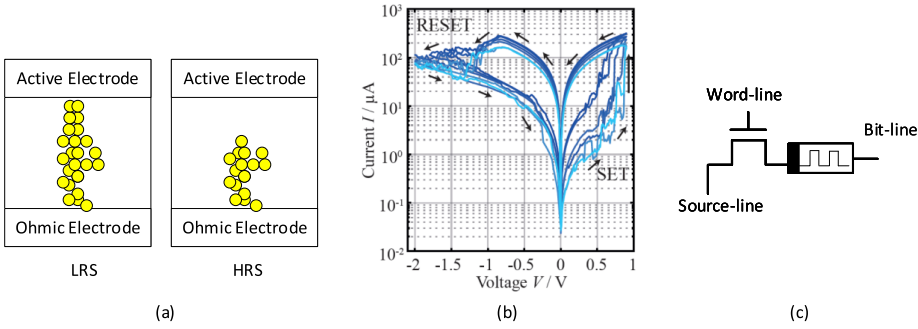 Active Electrode
Ohmic Electrode
LRS
Active Electrode
Ohmic Electrode
HRS
(a)
Current I / μA
10³
10²
10¹
10⁰
10⁻¹
10⁻²
RESET
SET
-2 -1.5 -1 -0.5 0 0.5 1
Voltage V / V
(b)
Word-line
Bit-line
Source-line
(c)